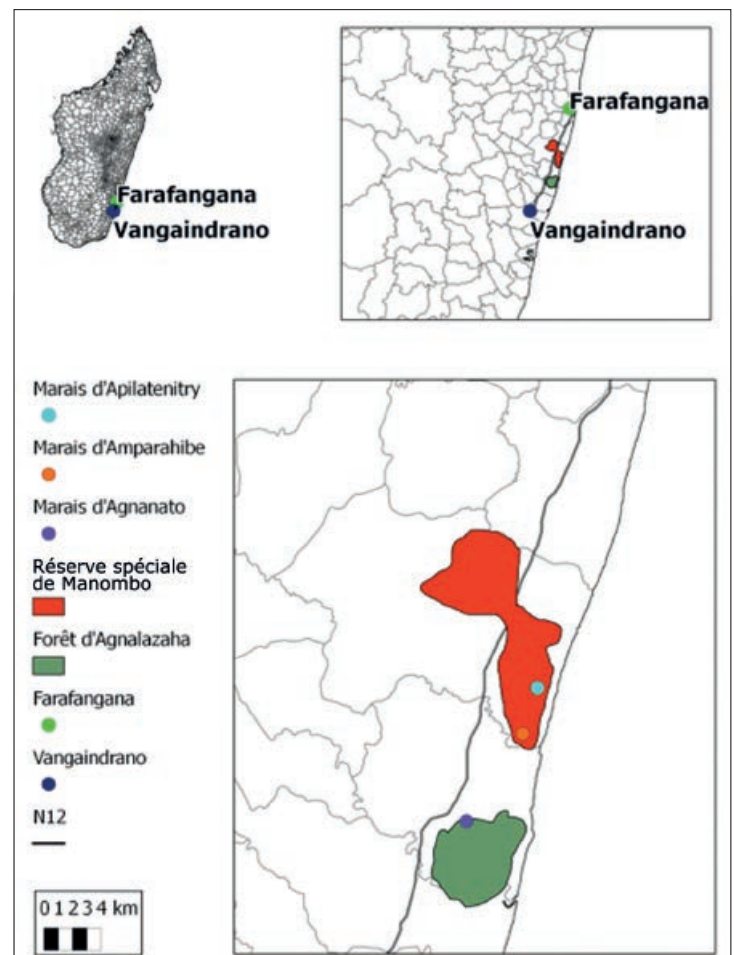 Farafangana
Vangaindrano
Farafangana
Vangaindrano
Marais d'Apilatenitry
Marais d'Amparahibe
Marais d'Agnanato
Réserve spéciale
de Manombo
Forêt d'Agnalazaha
Farafangana
Vangaindrano
N12
0 1 2 3 4 km